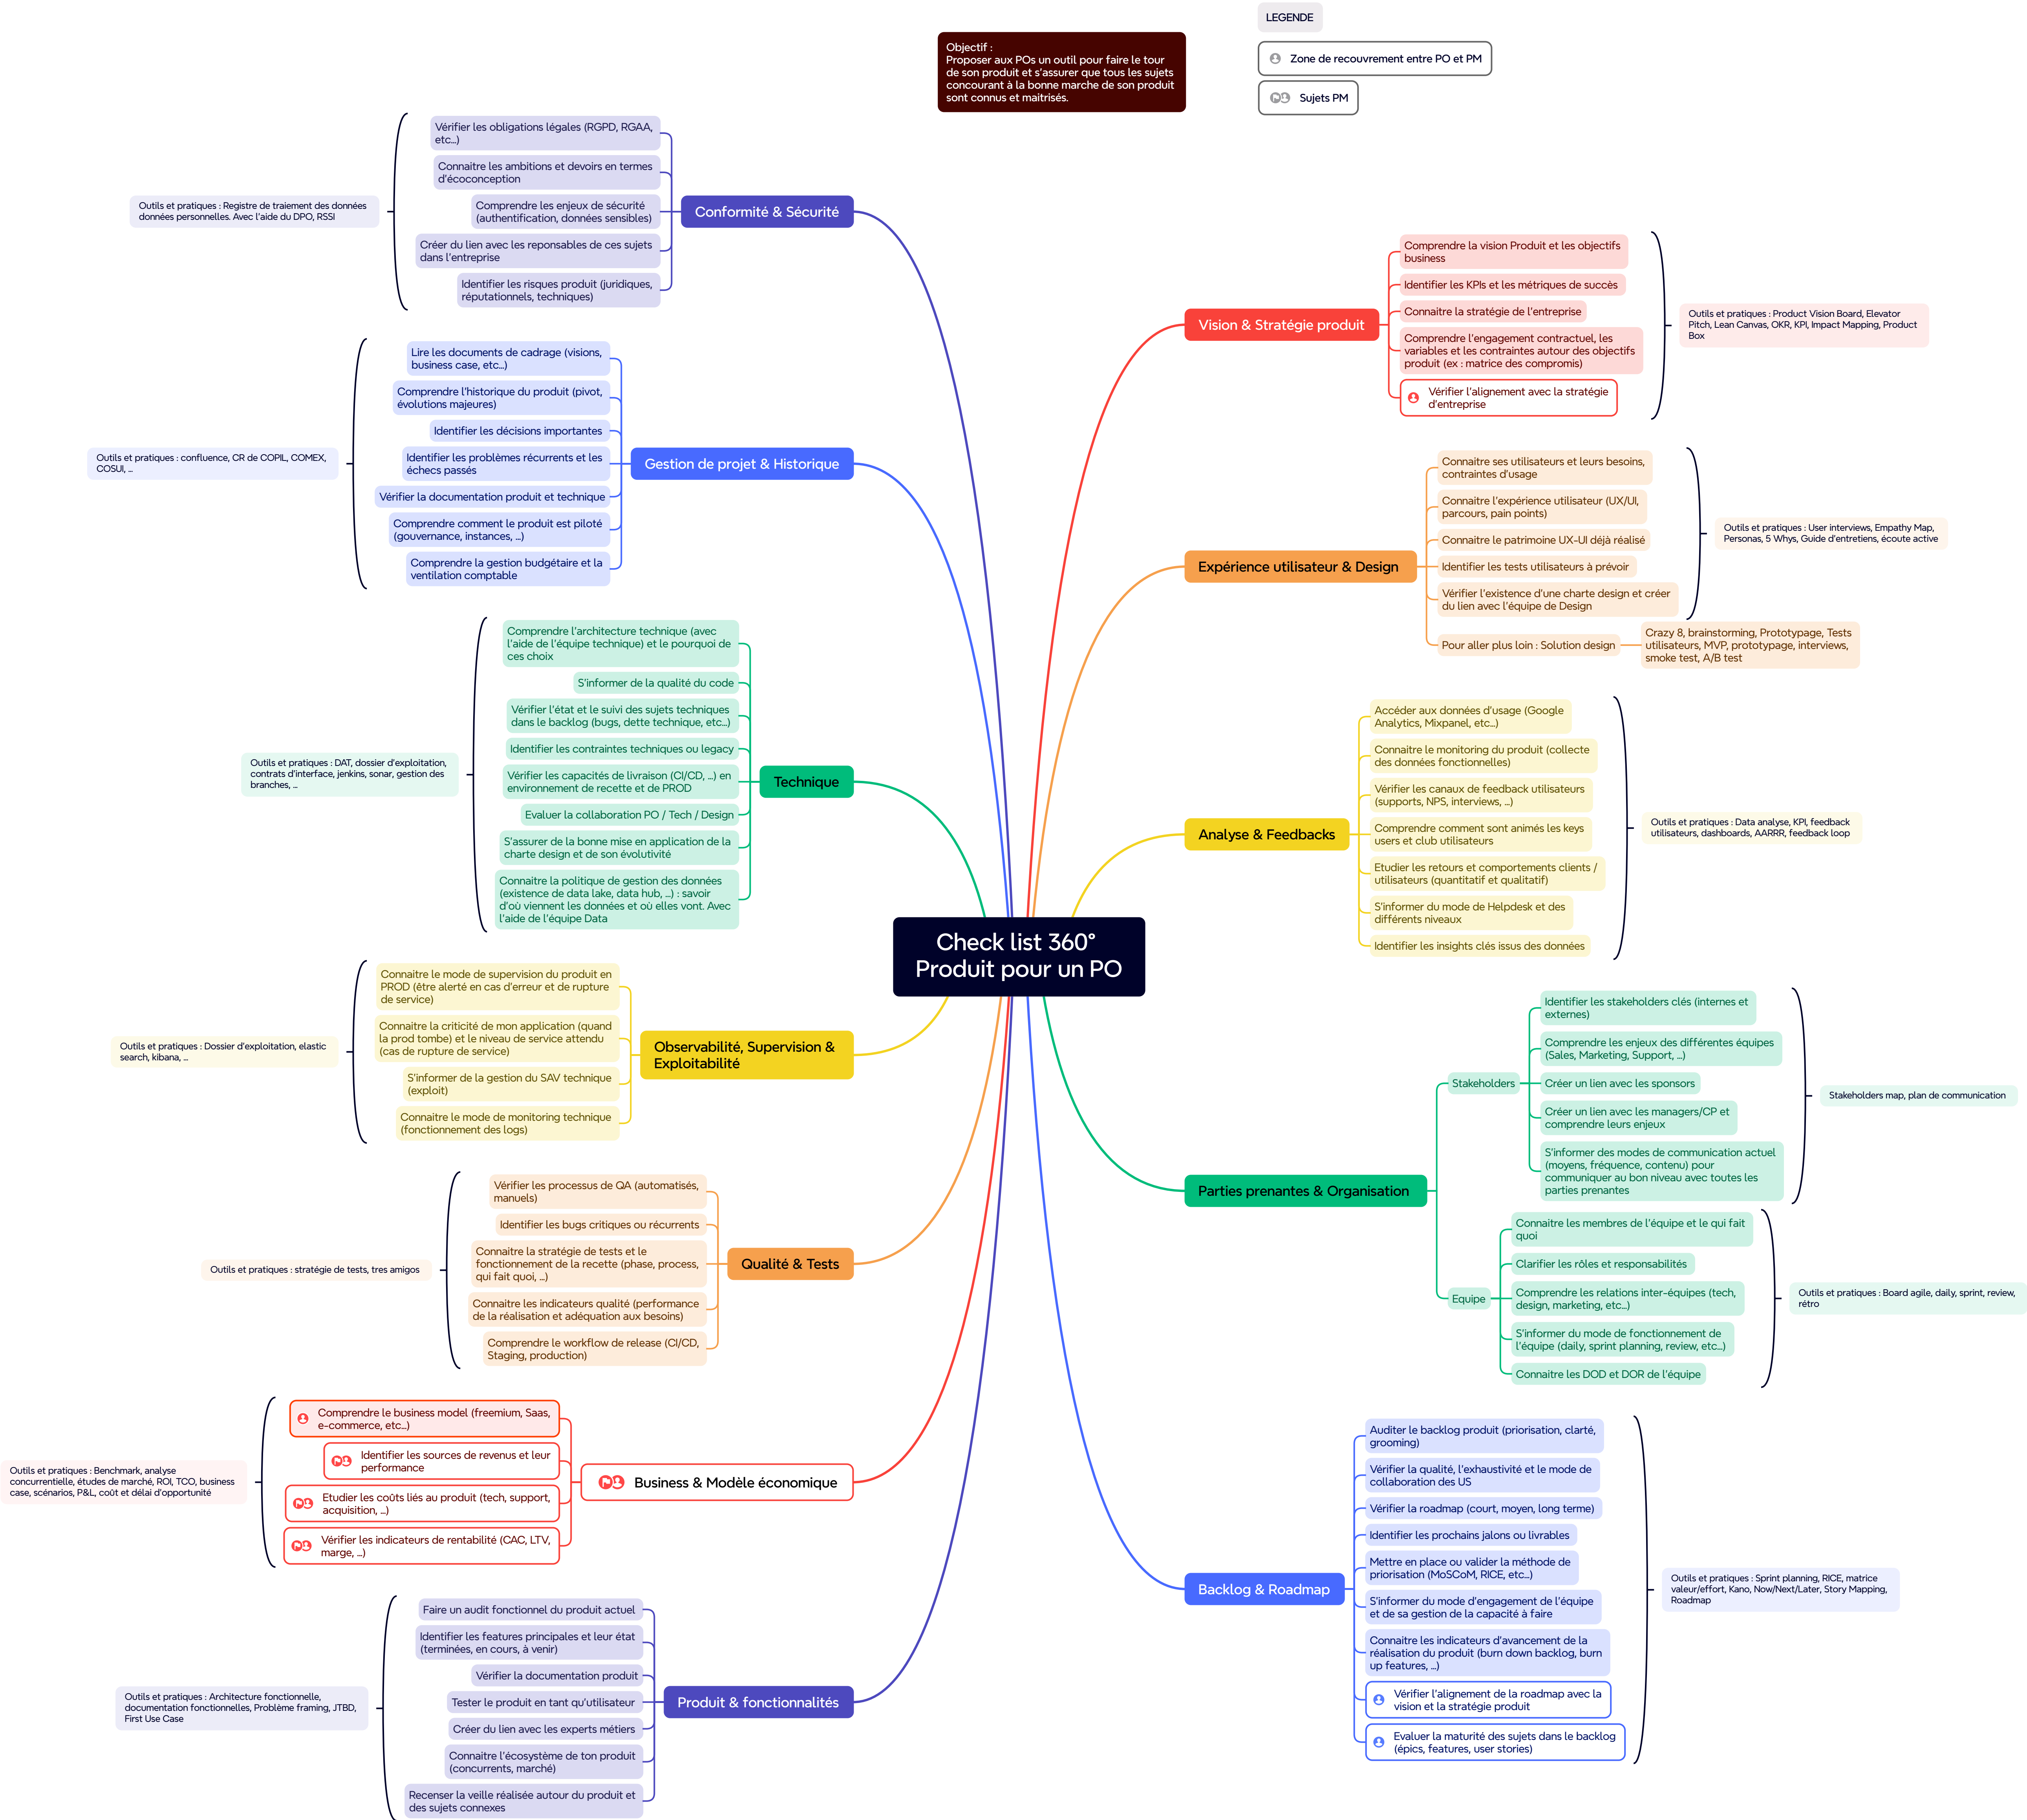 LEGENDE
Zone de recouvrement entre PO et PM
Sujets PM
Objectif :
Proposer aux POs un outil pour faire le tour
de son produit et s'assurer que tous les sujets
concourant à la bonne marche de son produit
sont connus et maitrisés.
Check list 360°
Produit pour un PO
Vision & Stratégie produit
Comprendre la vision Produit et les objectifs
business
Identifier les KPIs et les métriques de succès
Connaitre la stratégie de l'entreprise
Comprendre l'engagement contractuel, les
variables et les contraintes autour des objectifs
produit (ex : matrice des compromis)
Vérifier l'alignement avec la stratégie
d'entreprise
Outils et pratiques : Product Vision Board, Elevator
Pitch, Lean Canvas, OKR, KPI, Impact Mapping, Product
Box
Expérience utilisateur & Design
Connaitre ses utilisateurs et leurs besoins,
contraintes d'usage
Connaitre l'expérience utilisateur (UX/UI,
parcours, pain points)
Connaitre le patrimoine UX-UI déjà réalisé
Identifier les tests utilisateurs à prévoir
Vérifier l'existence d'une charte design et créer
du lien avec l'équipe de Design
Pour aller plus loin : Solution design
Crazy 8, brainstorming, Prototypage, Tests
utilisateurs, MVP, prototypage, interviews,
smoke test, A/B test
Outils et pratiques : User interviews, Empathy Map,
Personas, 5 Whys, Guide d'entretiens, écoute active
Analyse & Feedbacks
Accéder aux données d'usage (Google
Analytics, Mixpanel, etc...)
Connaitre le monitoring du produit (collecte
des données fonctionnelles)
Vérifier les canaux de feedback utilisateurs
(supports, NPS, interviews, ...)
Comprendre comment sont animés les keys
users et club utilisateurs
Etudier les retours et comportements clients /
utilisateurs (quantitatif et qualitatif)
S'informer du mode de Helpdesk et des
différents niveaux
Identifier les insights clés issus des données
Outils et pratiques : Data analyse, KPI, feedback
utilisateurs, dashboards, AARRR, feedback loop
Parties prenantes & Organisation
Stakeholders
Identifier les stakeholders clés (internes et
externes)
Comprendre les enjeux des différentes équipes
(Sales, Marketing, Support, ...)
Créer un lien avec les sponsors
Créer un lien avec les managers/CP et
comprendre leurs enjeux
S'informer des modes de communication actuel
(moyens, fréquence, contenu) pour
communiquer au bon niveau avec toutes les
parties prenantes
Stakeholders map, plan de communication
Equipe
Connaitre les membres de l'équipe et le qui fait
quoi
Clarifier les rôles et responsabilités
Comprendre les relations inter-équipes (tech,
design, marketing, etc...)
S'informer du mode de fonctionnement de
l'équipe (daily, sprint planning, review, etc...)
Connaitre les DOD et DOR de l'équipe
Outils et pratiques : Board agile, daily, sprint, review,
rétro
Backlog & Roadmap
Auditer le backlog produit (priorisation, clarté,
grooming)
Vérifier la qualité, l'exhaustivité et le mode de
collaboration des US
Vérifier la roadmap (court, moyen, long terme)
Identifier les prochains jalons ou livrables
Mettre en place ou valider la méthode de
priorisation (MoSCoM, RICE, etc...)
S'informer du mode d'engagement de l'équipe
et de sa gestion de la capacité à faire
Connaitre les indicateurs d'avancement de la
réalisation du produit (burn down backlog, burn
up features, ...)
Vérifier l'alignement de la roadmap avec la
vision et la stratégie produit
Evaluer la maturité des sujets dans le backlog
(épics, features, user stories)
Outils et pratiques : Sprint planning, RICE, matrice
valeur/effort, Kano, Now/Next/Later, Story Mapping,
Roadmap
Conformité & Sécurité
Vérifier les obligations légales (RGPD, RGAA,
etc...)
Connaitre les ambitions et devoirs en termes
d'écoconception
Comprendre les enjeux de sécurité
(authentification, données sensibles)
Créer du lien avec les reponsables de ces sujets
dans l'entreprise
Identifier les risques produit (juridiques,
réputationnels, techniques)
Outils et pratiques : Registre de traiement des données
données personnelles. Avec l'aide du DPO, RSSI
Gestion de projet & Historique
Lire les documents de cadrage (visions,
business case, etc...)
Comprendre l'historique du produit (pivot,
évolutions majeures)
Identifier les décisions importantes
Identifier les problèmes récurrents et les
échecs passés
Vérifier la documentation produit et technique
Comprendre comment le produit est piloté
(gouvernance, instances, ...)
Comprendre la gestion budgétaire et la
ventilation comptable
Outils et pratiques : confluence, CR de COPIL, COMEX,
COSUI, ...
Technique
Comprendre l'architecture technique (avec
l'aide de l'équipe technique) et le pourquoi de
ces choix
S'informer de la qualité du code
Vérifier l'état et le suivi des sujets techniques
dans le backlog (bugs, dette technique, etc...)
Identifier les contraintes techniques ou legacy
Vérifier les capacités de livraison (CI/CD, ...) en
environnement de recette et de PROD
Evaluer la collaboration PO / Tech / Design
S'assurer de la bonne mise en application de la
charte design et de son évolutivité
Connaitre la politique de gestion des données
(existence de data lake, data hub, ...) : savoir
d'où viennent les données et où elles vont. Avec
l'aide de l'équipe Data
Outils et pratiques : DAT, dossier d'exploitation,
contrats d'interface, jenkins, sonar, gestion des
branches, ...
Observabilité, Supervision &
Exploitabilité
Connaitre le mode de supervision du produit en
PROD (être alerté en cas d'erreur et de rupture
de service)
Connaitre la criticité de mon application (quand
la prod tombe) et le niveau de service attendu
(cas de rupture de service)
S'informer de la gestion du SAV technique
(exploit)
Connaitre le mode de monitoring technique
(fonctionnement des logs)
Outils et pratiques : Dossier d'exploitation, elastic
search, kibana, ...
Qualité & Tests
Vérifier les processus de QA (automatisés,
manuels)
Identifier les bugs critiques ou récurrents
Connaitre la stratégie de tests et le
fonctionnement de la recette (phase, process,
qui fait quoi, ...)
Connaitre les indicateurs qualité (performance
de la réalisation et adéquation aux besoins)
Comprendre le workflow de release (CI/CD,
Staging, production)
Outils et pratiques : stratégie de tests, tres amigos
Business & Modèle économique
Comprendre le business model (freemium, Saas,
e-commerce, etc...)
Identifier les sources de revenus et leur
performance
Etudier les coûts liés au produit (tech, support,
acquisition, ...)
Vérifier les indicateurs de rentabilité (CAC, LTV,
marge, ...)
Outils et pratiques : Benchmark, analyse
concurrentielle, études de marché, ROI, TCO, business
case, scénarios, P&L, coût et délai d'opportunité
Produit & fonctionnalités
Faire un audit fonctionnel du produit actuel
Identifier les features principales et leur état
(terminées, en cours, à venir)
Vérifier la documentation produit
Tester le produit en tant qu'utilisateur
Créer du lien avec les experts métiers
Connaitre l'écosystème de ton produit
(concurrents, marché)
Recenser la veille réalisée autour du produit et
des sujets connexes
Outils et pratiques : Architecture fonctionnelle,
documentation fonctionnelles, Problème framing, JTBD,
First Use Case